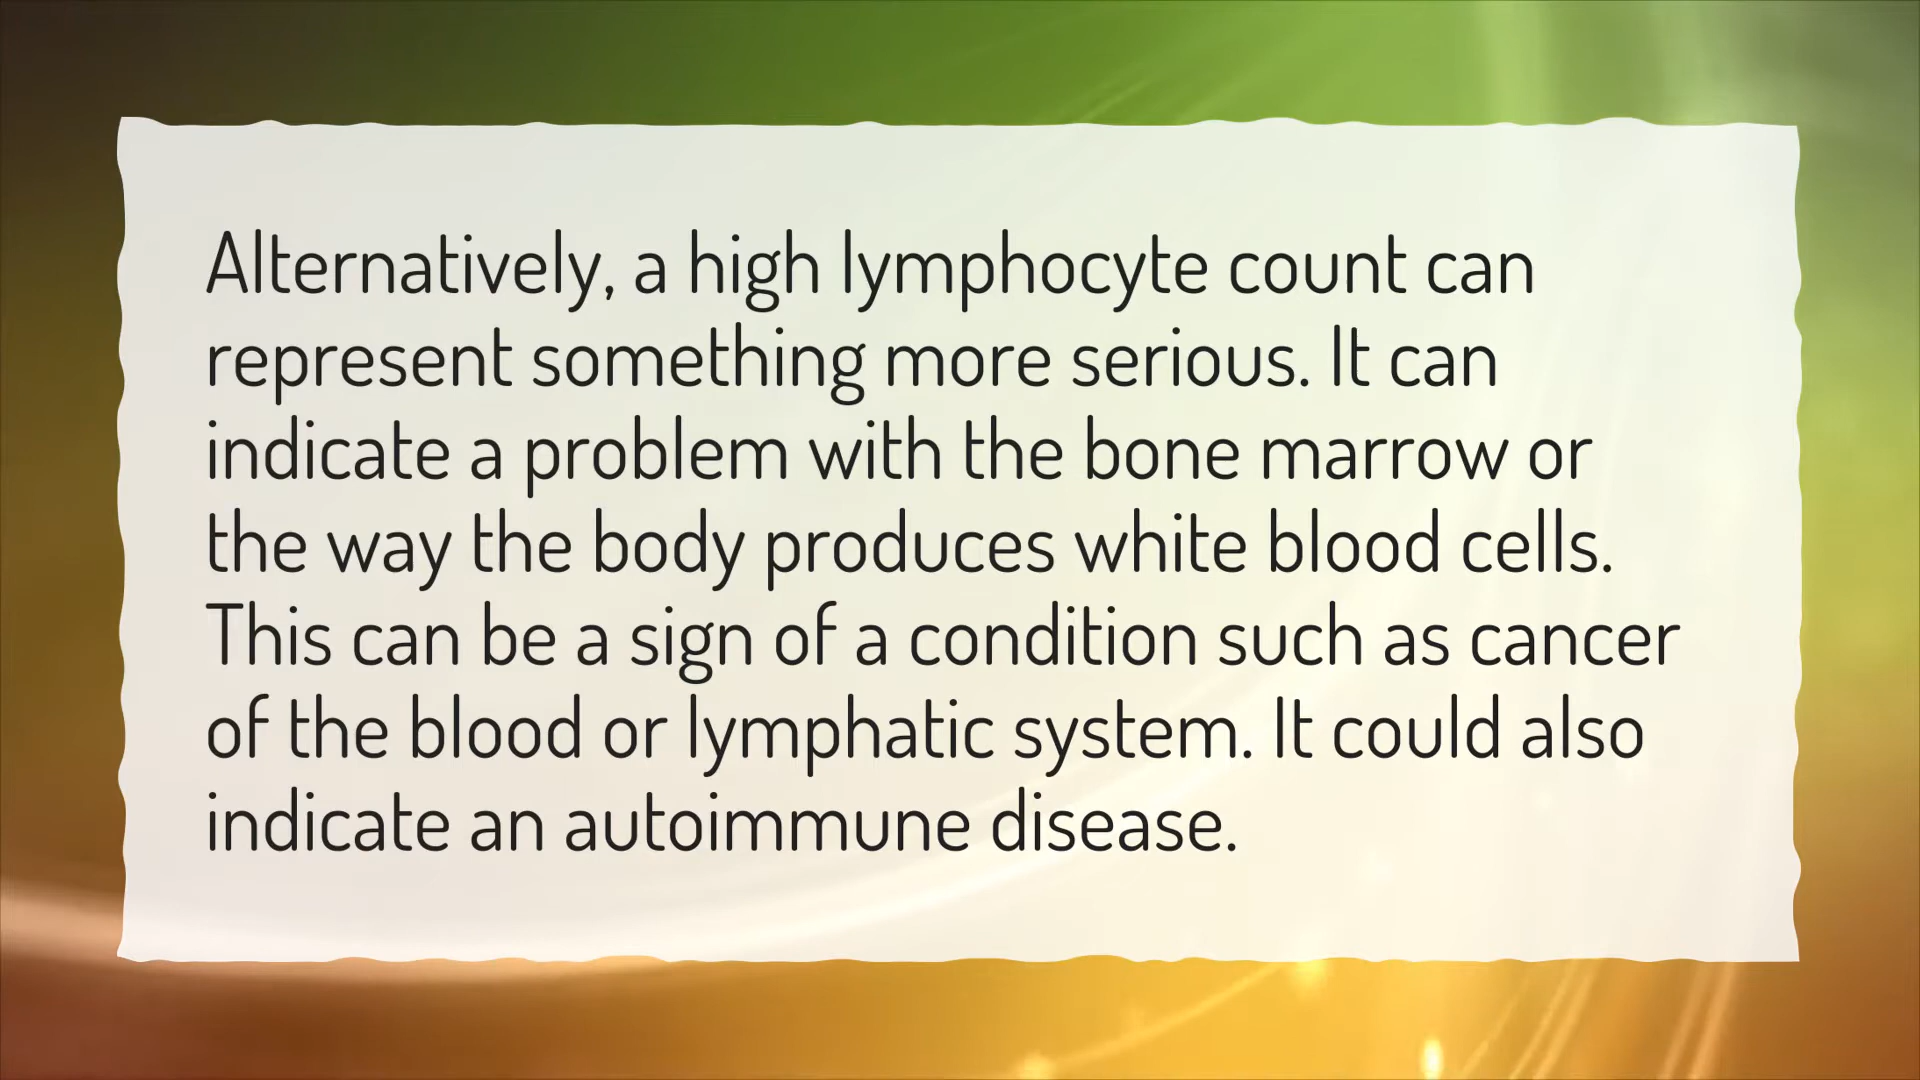 Alternatively, a high lymphocyte count can
represent something more serious. It can
indicate a problem with the bone marrow or
the way the body produces white blood cells.
This can be a sign of a condition such as cancer
of the blood or lymphatic system. It could also
indicate an autoimmune disease.